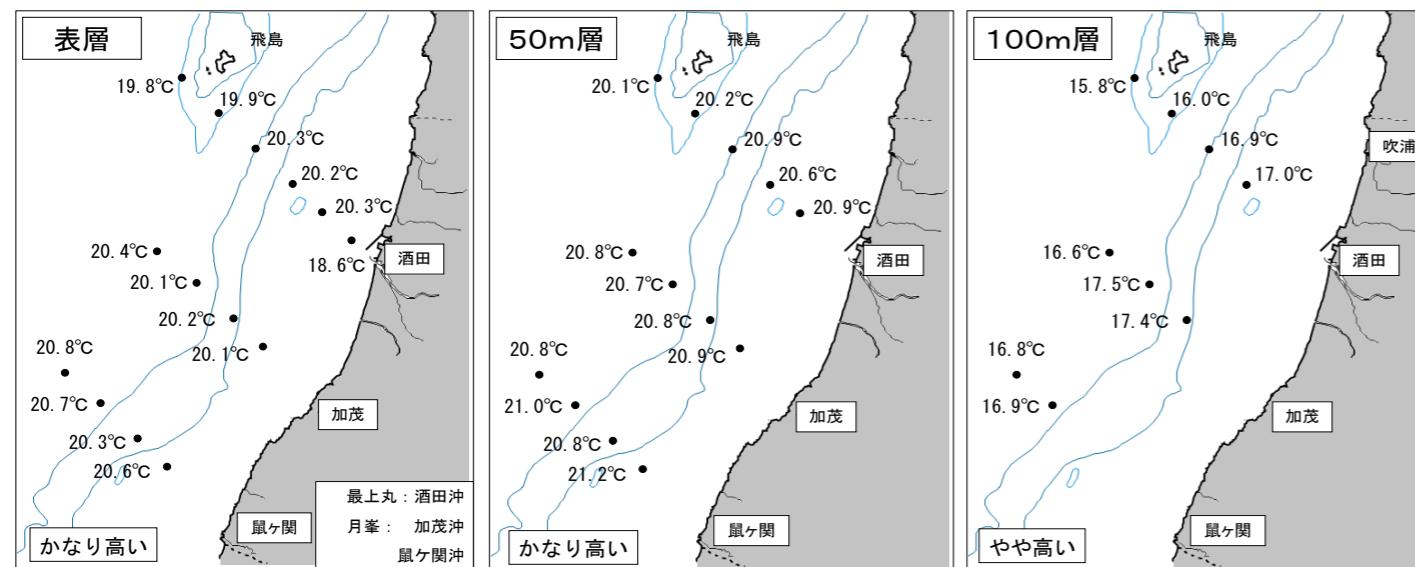 表層
飛島
19.8℃
19.9℃
20.3℃
20.2℃
20.3℃
18.6℃
酒田
20.4℃
20.1℃
20.2℃
20.1℃
20.8℃
20.7℃
20.3℃
20.6℃
加茂
鼠ヶ関
最上丸：酒田沖
月峯： 加茂沖
鼠ケ関沖
かなり高い
50m層
飛島
20.1℃
20.2℃
20.9℃
20.6℃
20.9℃
酒田
20.8℃
20.7℃
20.8℃
20.9℃
20.8℃
21.0℃
20.8℃
21.2℃
加茂
鼠ヶ関
かなり高い
100m層
飛島
15.8℃
16.0℃
16.9℃
吹浦
17.0℃
16.6℃
酒田
17.5℃
17.4℃
16.8℃
16.9℃
加茂
鼠ヶ関
やや高い